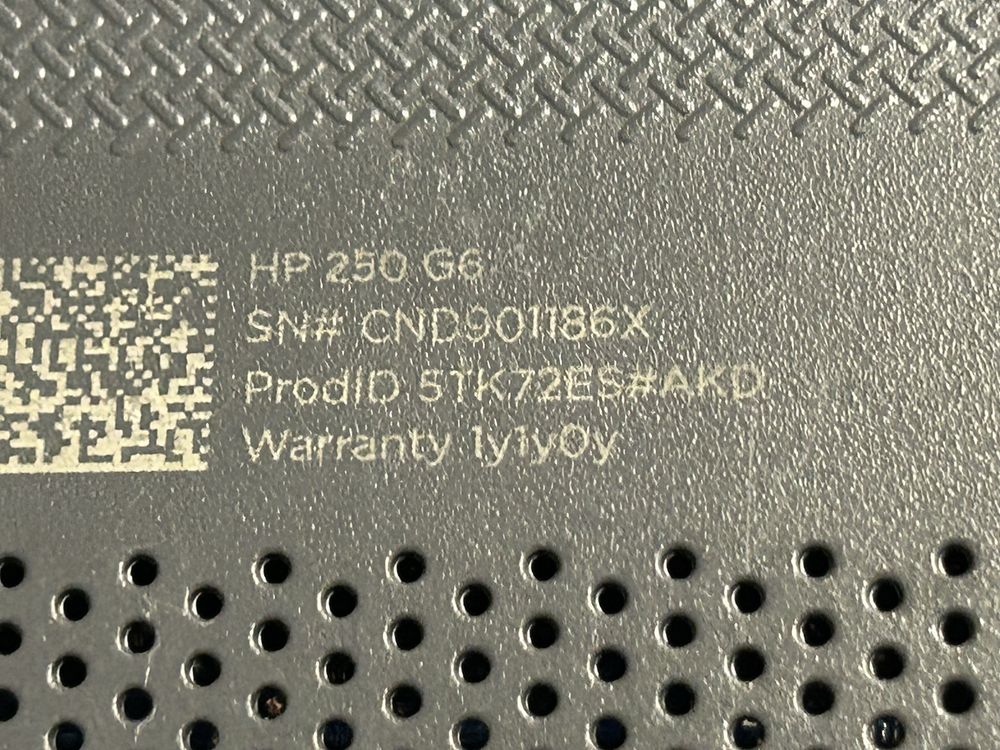 HP 250 G6
SN# CND901186X
ProdID 5TK72ES#AKD
Warranty 1y1y0y